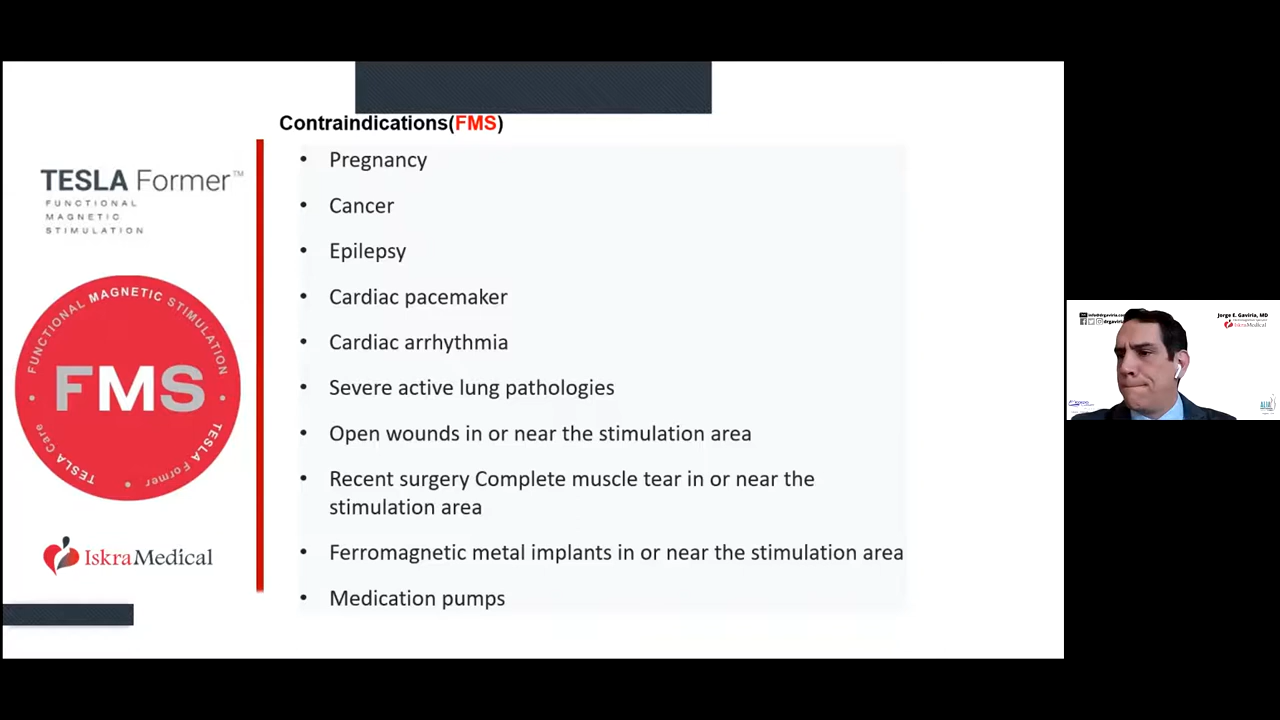 Contraindications(FMS)
TESLA Former™
FUNCTIONAL
MAGNETIC
STIMULATION
FUNCTIONAL MAGNETIC STIMULATION
FMS
TESLA Care
TESLA Former
IskraMedical
• Pregnancy
• Cancer
• Epilepsy
• Cardiac pacemaker
• Cardiac arrhythmia
• Severe active lung pathologies
• Open wounds in or near the stimulation area
• Recent surgery Complete muscle tear in or near the
stimulation area
• Ferromagnetic metal implants in or near the stimulation area
• Medication pumps
Jorge E. Gaviria, MD
IskraMedical